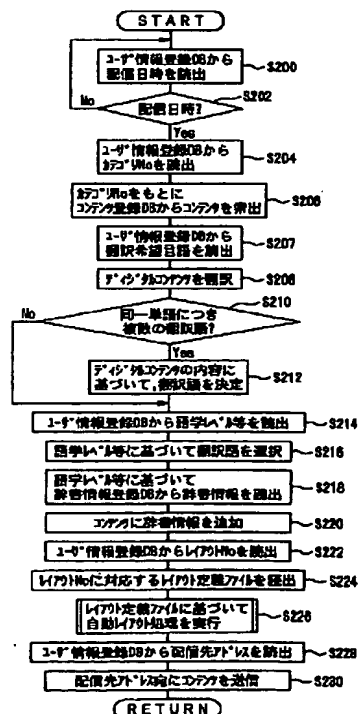 START
ユーザ情報登録DBから
配信日時を読出
S200
No
配信日時?
S202
Yes
ユーザ情報登録DBから
カテゴリNoを読出
S204
カテゴリNoをもとに
コンテンツ登録DBからコンテンツを索出
S206
ユーザ情報登録DBから
翻訳希望言語を読出
S207
ディジタルコンテンツを翻訳
S208
No
同一単語につき
複数の翻訳語?
S210
Yes
ディジタルコンテンツの内容に
基づいて,翻訳語を決定
S212
ユーザ情報登録DBから語学レベル等を読出
S214
語学レベル等に基づいて翻訳語を選択
S216
語学レベル等に基づいて
辞書情報登録DBから辞書情報を読出
S218
コンテンツに辞書情報を追加
S220
ユーザ情報登録DBからレイアウトNoを読出
S222
レイアウトNoに対応するレイアウト定義ファイルを読出
S224
レイアウト定義ファイルに基づいて
自動レイアウト処理を実行
S226
ユーザ情報登録DBから配信先アドレスを読出
S228
配信先アドレス宛にコンテンツを送信
S230
RETURN